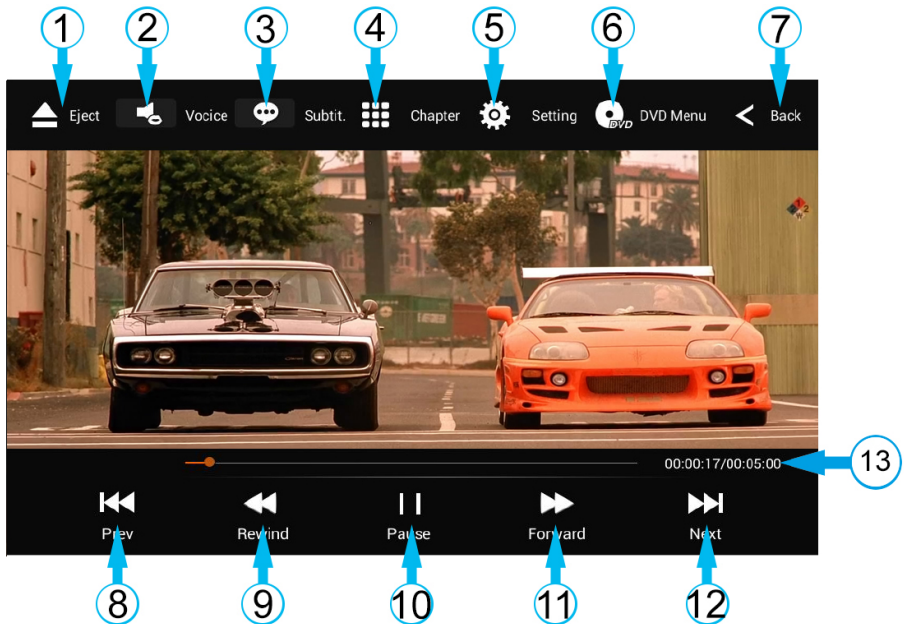 1 2 3 4 5 6 7
Eject Vocice Subtit. Chapter Setting DVD DVD Menu Back
00:00:17/00:05:00 13
Prev Rewind Pause Forward Next
8 9 10 11 12